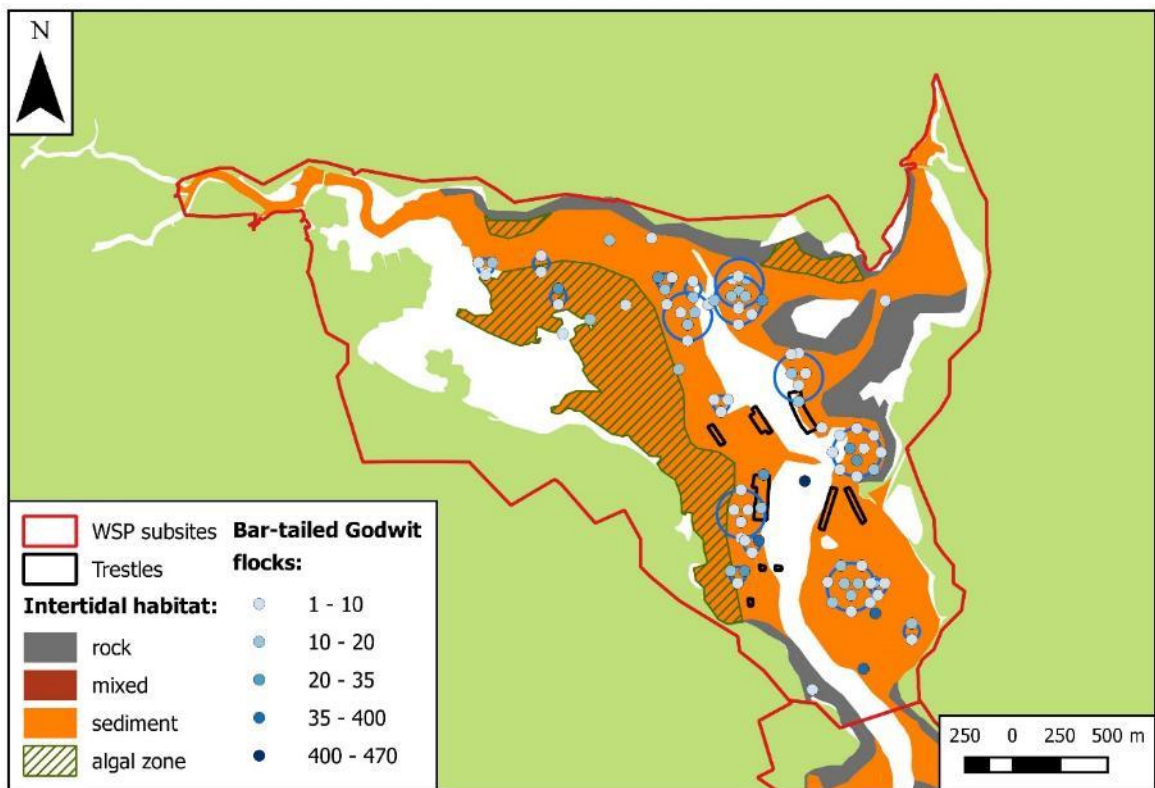 N
WSP subsites
Trestles
Intertidal habitat:
rock
mixed
sediment
algal zone
Bar-tailed Godwit
flocks:
1 - 10
10 - 20
20 - 35
35 - 400
400 - 470
250 0 250 500 m